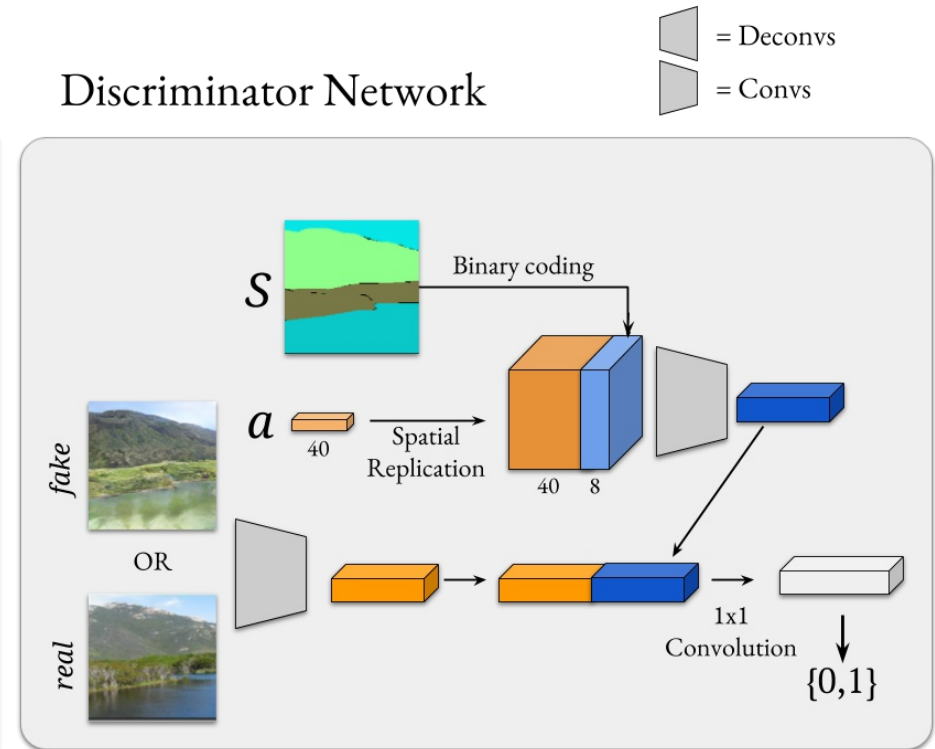 = Deconvs
= Convs
Discriminator Network
S
Binary coding
a
40
Spatial
Replication
40 8
fake
OR
real
1x1
Convolution
{0,1}